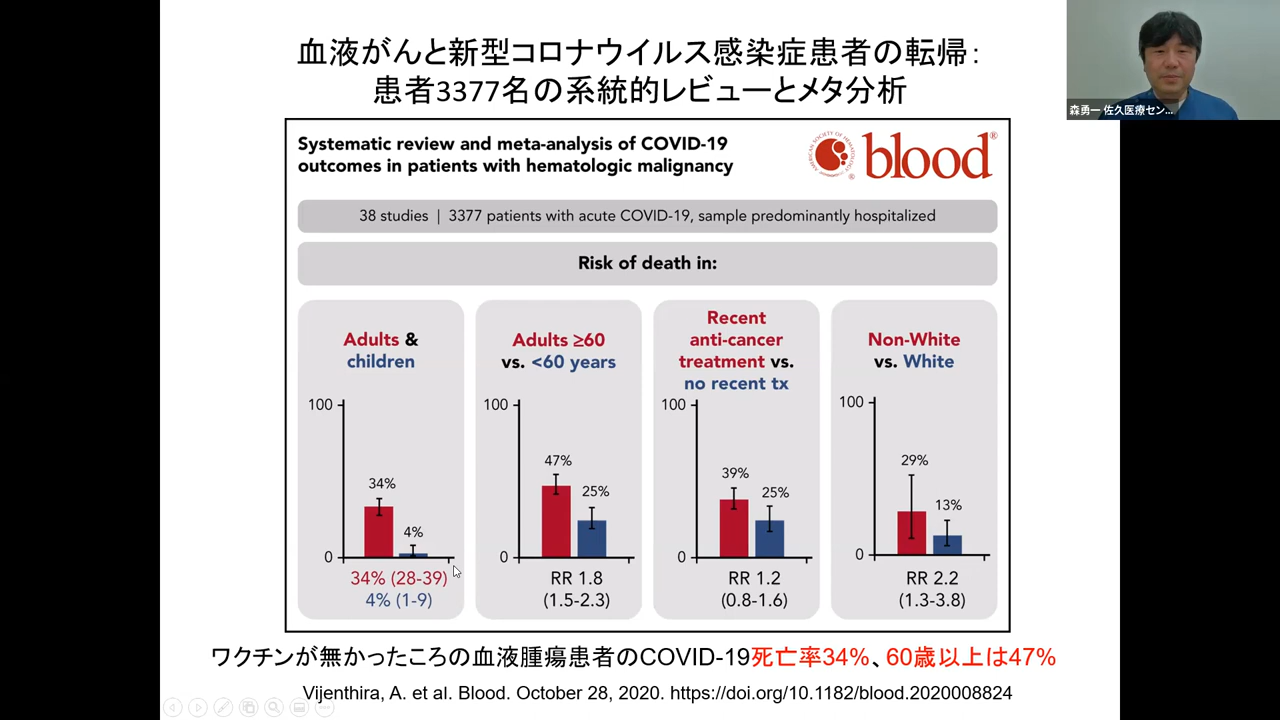 血液がんと新型コロナウイルス感染症患者の転帰：
患者3377名の系統的レビューとメタ分析
森勇一 佐久医療セン...
Systematic review and meta-analysis of COVID-19
outcomes in patients with hematologic malignancy
AMERICAN SOCIETY OF HEMATOLOGY
blood®
38 studies | 3377 patients with acute COVID-19, sample predominantly hospitalized
Risk of death in:
Adults &
children
100
34%
4%
0
34% (28-39)
4% (1-9)
Adults ≥60
vs. <60 years
100
47%
25%
0
RR 1.8
(1.5-2.3)
Recent
anti-cancer
treatment vs.
no recent tx
100
39%
25%
0
RR 1.2
(0.8-1.6)
Non-White
vs. White
100
29%
13%
0
RR 2.2
(1.3-3.8)
ワクチンが無かったころの血液腫瘍患者のCOVID-19死亡率34%、60歳以上は47%
Vijenthira, A. et al. Blood. October 28, 2020. https://doi.org/10.1182/blood.2020008824